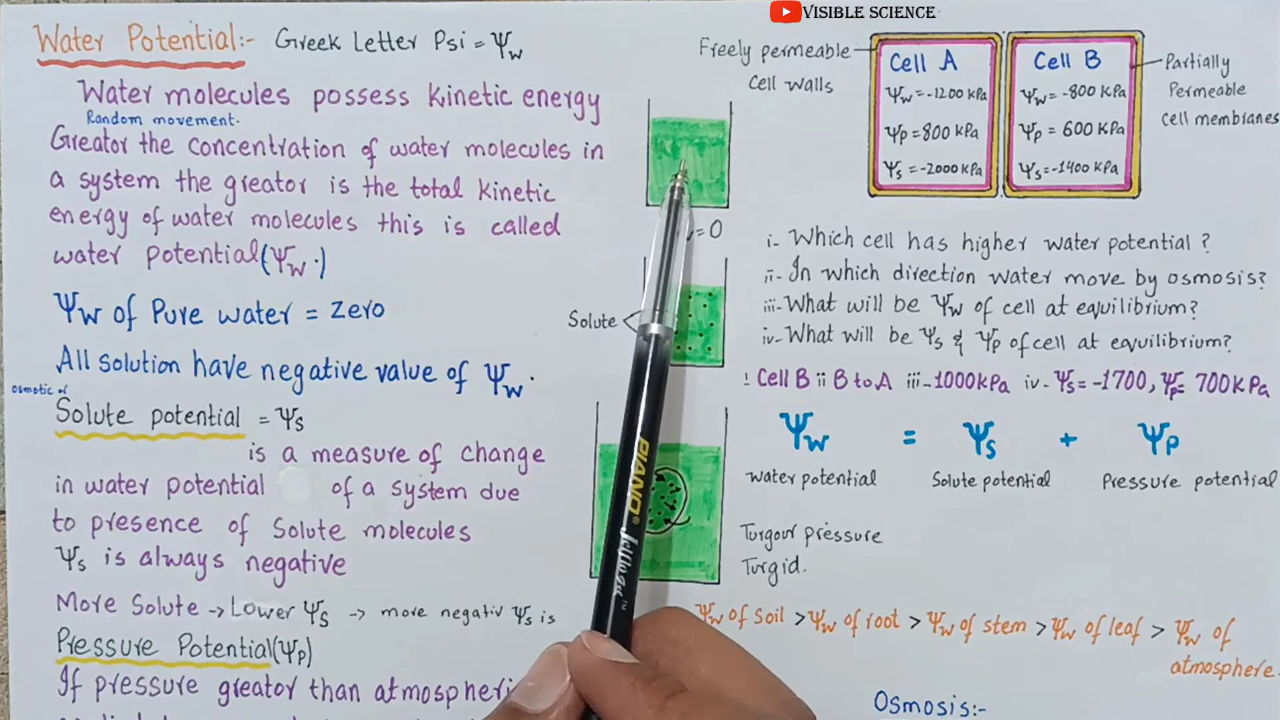 VISIBLE SCIENCE
Water Potential:- Greek Letter Psi = Ψw
Water molecules possess kinetic energy
Random movement.
Greator the concentration of water molecules in
a system the greator is the total kinetic
energy of water molecules this is called
water potential (Ψw.)
Ψw of Pure water = Zero
All solution have negative value of Ψw.
osmotic of
Solute potential = Ψs
is a measure of change
in water potential of a system due
to presence of Solute molecules
Ψs is always negative
More Solute → Lower Ψs → more negativ Ψs is
Pressure Potential (Ψp)
If pressure greator than atmospheri
= 0
Solute
Freely permeable
Cell walls
Cell A
Ψw = -1200 kPa
Ψp = 800 kPa
Ψs = -2000 kPa
Cell B
Ψw = -800 kPa
Ψp = 600 kPa
Ψs = -1400 kPa
Partially
Permeable
cell membranes
i- Which cell has higher water potential?
ii- In which direction water move by osmosis?
iii- What will be Ψw of cell at equilibrium?
iv- What will be Ψs & Ψp of cell at equilibrium?
! Cell B ii B to A iii -1000 kPa iv- Ψs = -1700, Ψp = 700 kPa
Ψw = Ψs + Ψp
Water potential Solute potential Pressure potential
Turgour pressure
Turgid.
Ψw of Soil > Ψw of root > Ψw of stem > Ψw of leaf > Ψw of
atmosphere.
Osmosis:-
PIANO